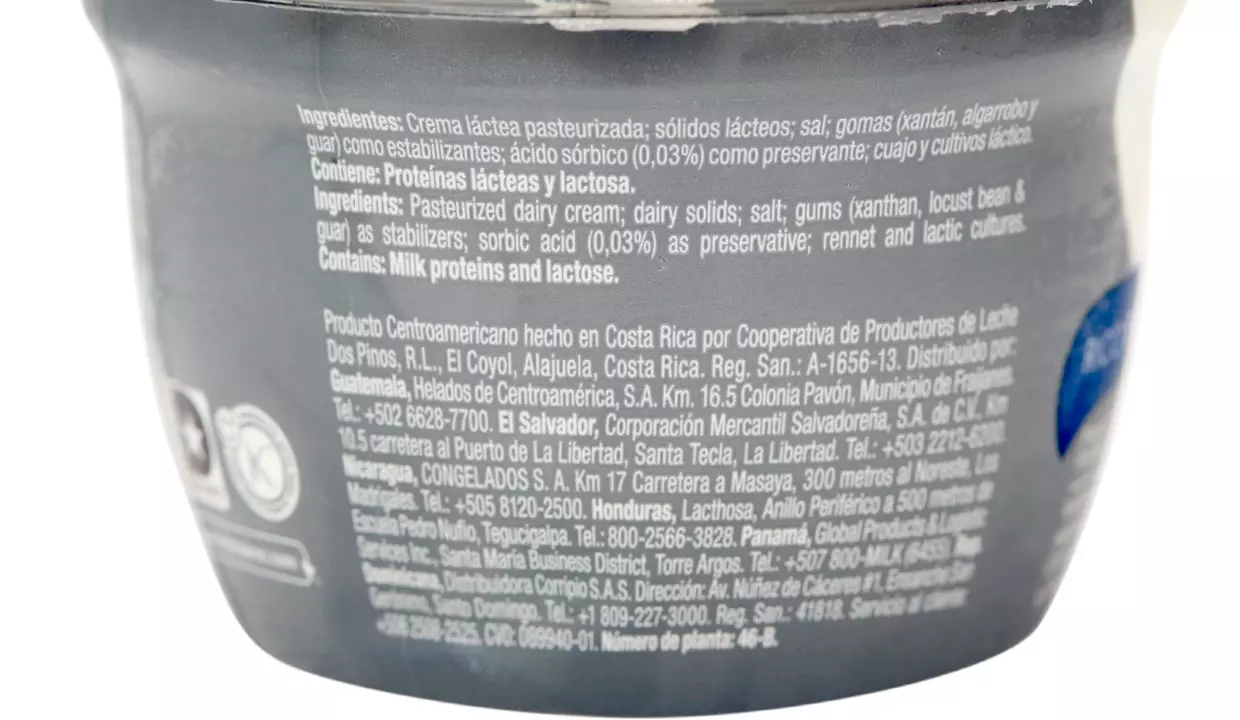 Ingredientes: Crema láctea pasteurizada; sólidos lácteos; sal; gomas (xantán, algarrobo y
guar) como estabilizantes; ácido sórbico (0,03%) como preservante; cuajo y cultivos láctico.
Contiene: Proteínas lácteas y lactosa.
Ingredients: Pasteurized dairy cream; dairy solids; salt; gums (xanthan, locust bean &
guar) as stabilizers; sorbic acid (0,03%) as preservative; rennet and lactic cultures.
Contains: Milk proteins and lactose.
Producto Centroamericano hecho en Costa Rica por Cooperativa de Productores de Leche
Dos Pinos, R.L., El Coyol, Alajuela, Costa Rica. Reg. San.: A-1656-13. Distribuido por:
Guatemala, Helados de Centroamérica, S.A. Km. 16.5 Colonia Pavón, Municipio de Fraijanes.
Tel.: +502 6628-7700. El Salvador, Corporación Mercantil Salvadoreña, S.A. de C.V., Km
10.5 carretera al Puerto de La Libertad, Santa Tecla, La Libertad. Tel.: +503 2212-6200.
Nicaragua, CONGELADOS S. A. Km 17 Carretera a Masaya, 300 metros al Noreste, Los
Madrigales. Tel.: +505 8120-2500. Honduras, Lacthosa, Anillo Periférico a 500 metros de
Escuela Pedro Nufio, Tegucigalpa. Tel.: 800-2566-3828. Panamá, Global Products & Logistic
Services Inc., Santa María Business District, Torre Argos. Tel.: +507 800-MILK (6455). Rep.
Dominicana, Distribuidora Corripio S.A.S. Dirección: Av. Núñez de Cáceres #1, Ensanche San
Gerónimo, Santo Domingo. Tel.: +1 809-227-3000. Reg. San.: 41818. Servicio al cliente:
+506 2508-2525. CVO: 089940-01. Número de planta: 46-B.